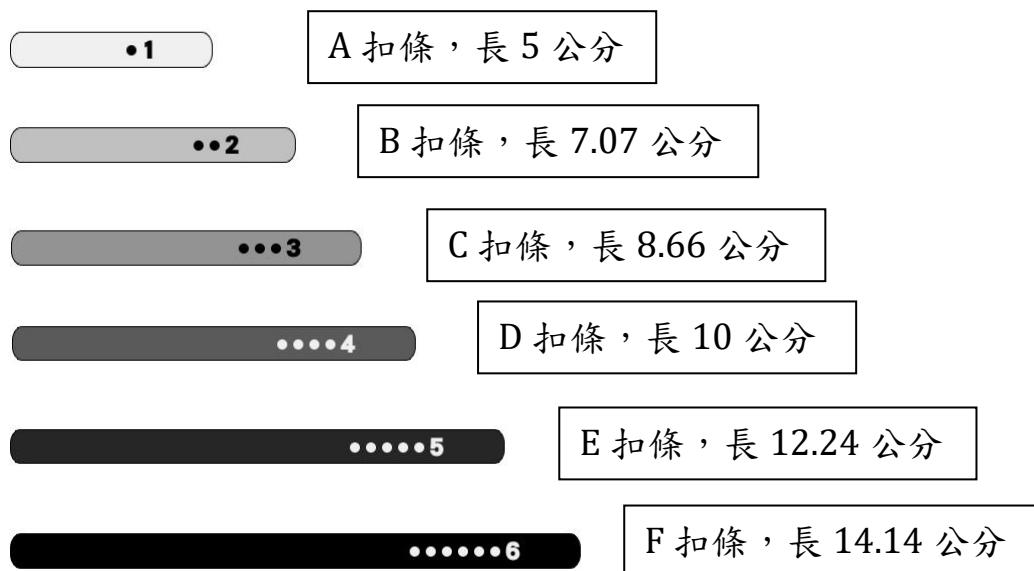 •1 A 扣條，長 5 公分
••2 B 扣條，長 7.07 公分
•••3 C 扣條，長 8.66 公分
••••4 D 扣條，長 10 公分
•••••5 E 扣條，長 12.24 公分
••••••6 F 扣條，長 14.14 公分